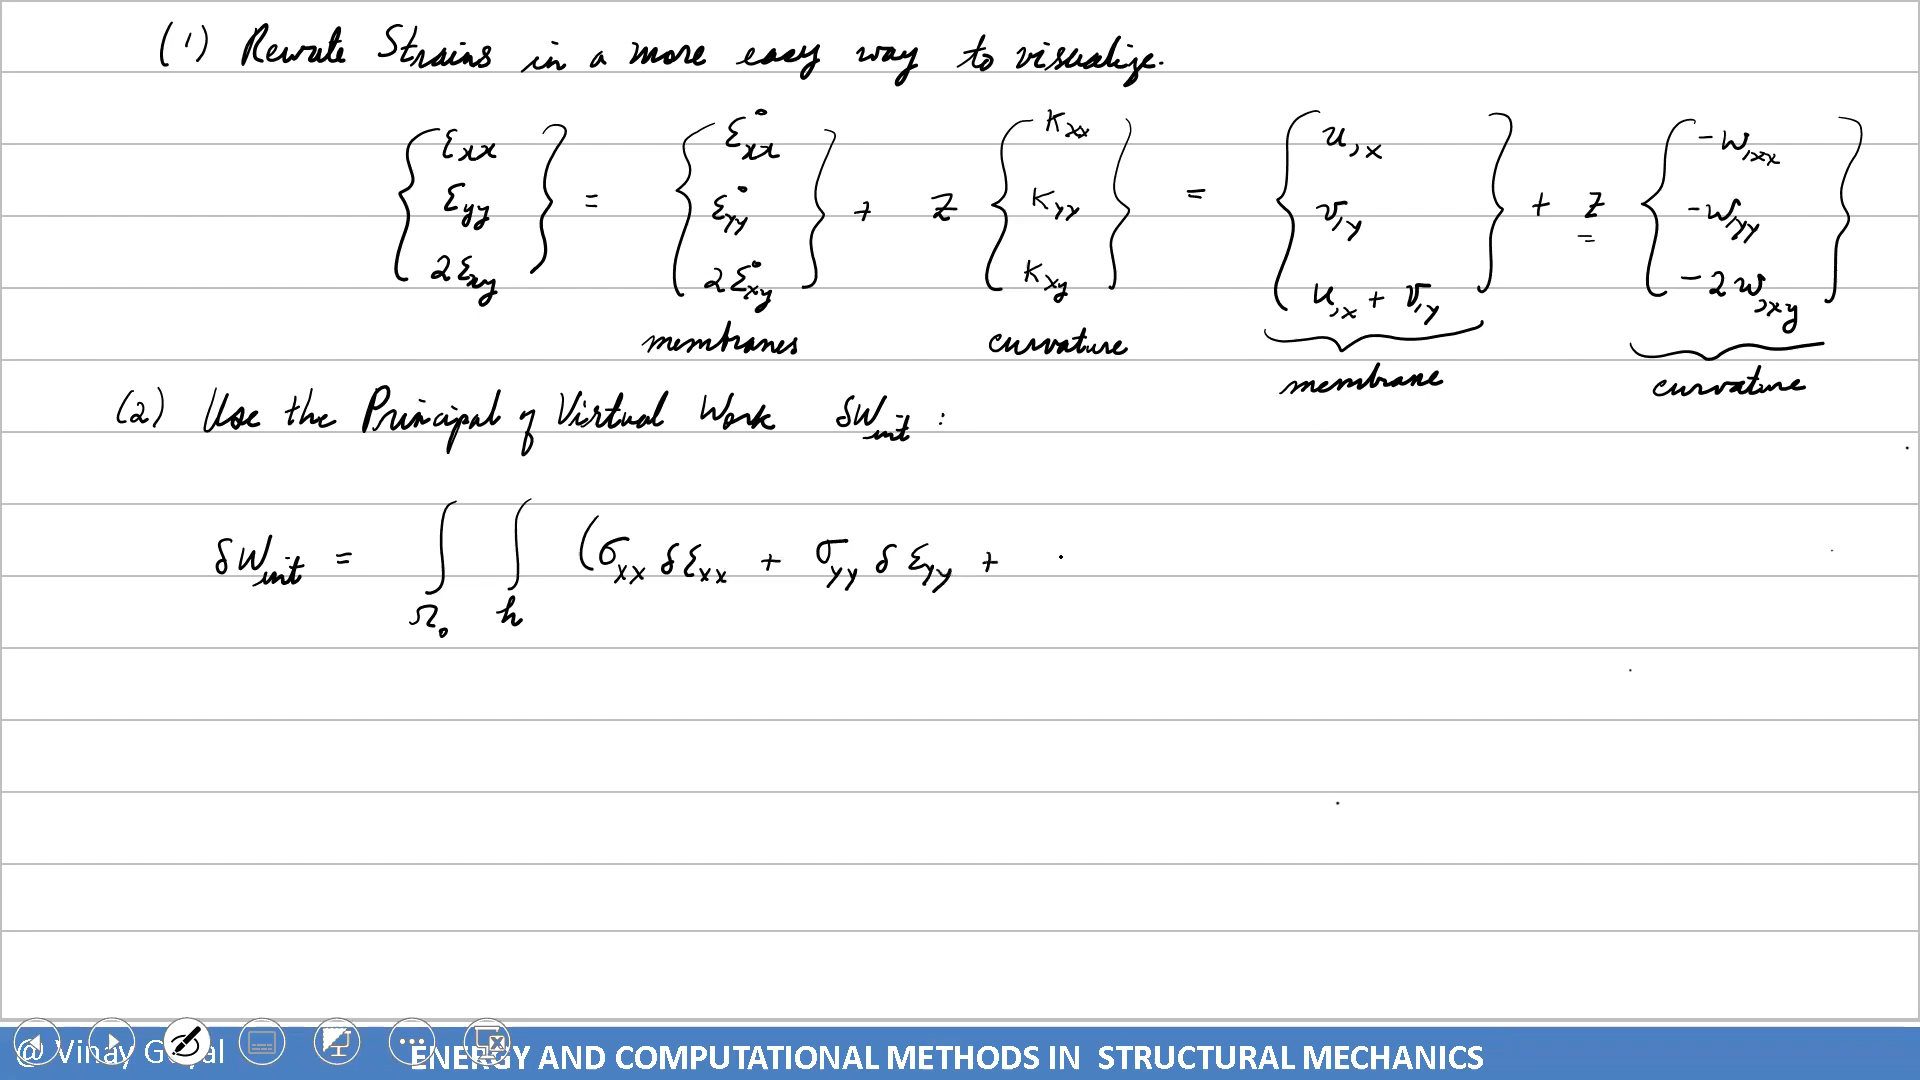 (1) Rewrite Strains in a more easy way to visualize.
{ εxx εyy 2εxy } = { ε°xx ε°yy 2ε°xy } + z { κxx κyy κxy } = { u,x v,y u,x + v,y } + z { -w,xx -w,yy -2w,xy }
membranes curvature membrane curvature
(2) Use the Principal of Virtual Work δWint :
δWint = ∫Ω₀ ∫h (σxx δεxx + σyy δεyy +
@ Vinay Goyal ENERGY AND COMPUTATIONAL METHODS IN STRUCTURAL MECHANICS